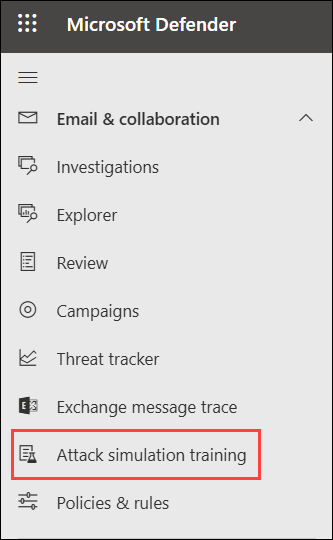 Microsoft Defender
Email & collaboration
Investigations
Explorer
Review
Campaigns
Threat tracker
Exchange message trace
Attack simulation training
Policies & rules